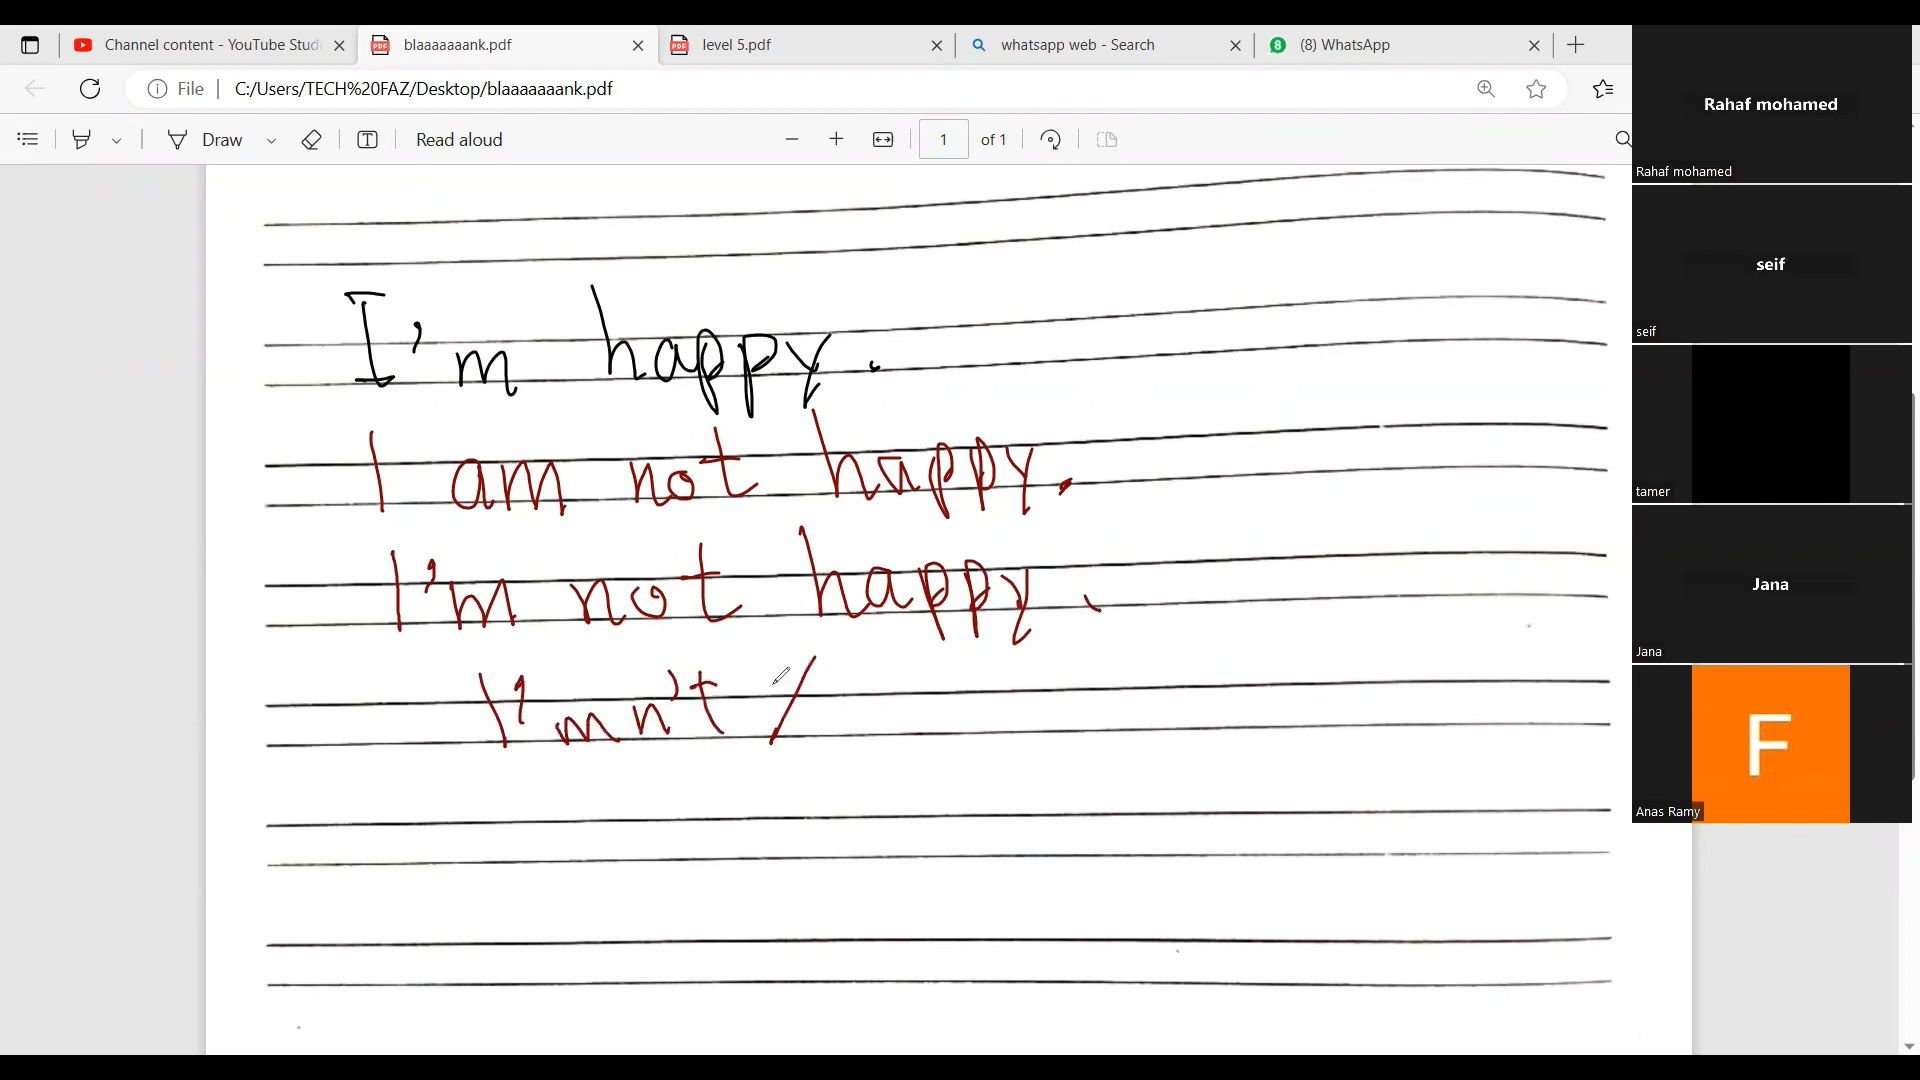 Channel content - YouTube Stud
blaaaaaaank.pdf
level 5.pdf
whatsapp web - Search
(8) WhatsApp
File
C:/Users/TECH%20FAZ/Desktop/blaaaaaaank.pdf
Draw
Read aloud
1
of 1
I'm happy.
I am not happy.
I'm not happy.
I'mn't /
Rahaf mohamed
Rahaf mohamed
seif
seif
tamer
Jana
Jana
F
Anas Ramy